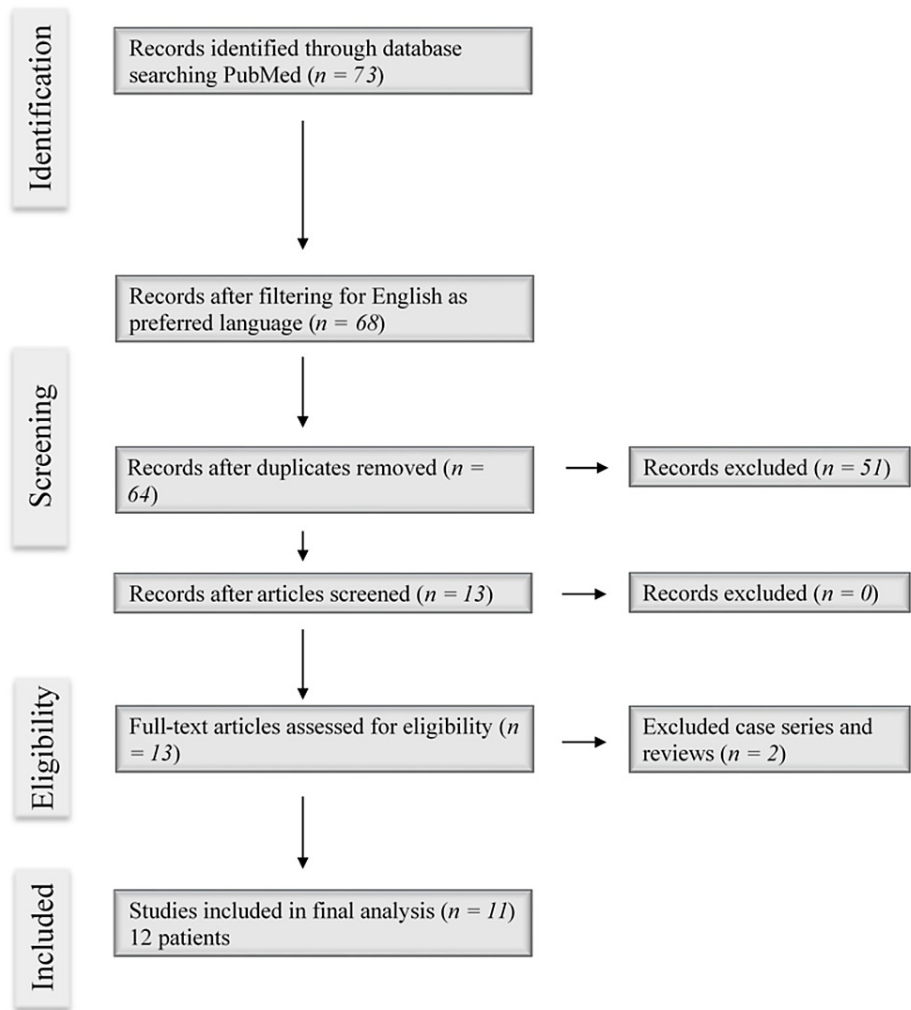 Identification
Records identified through database
searching PubMed (n = 73)
Records after filtering for English as
preferred language (n = 68)
Screening
Records after duplicates removed (n =
64)
Records excluded (n = 51)
Records after articles screened (n = 13)
Records excluded (n = 0)
Eligibility
Full-text articles assessed for eligibility (n
= 13)
Excluded case series and
reviews (n = 2)
Included
Studies included in final analysis (n = 11)
12 patients